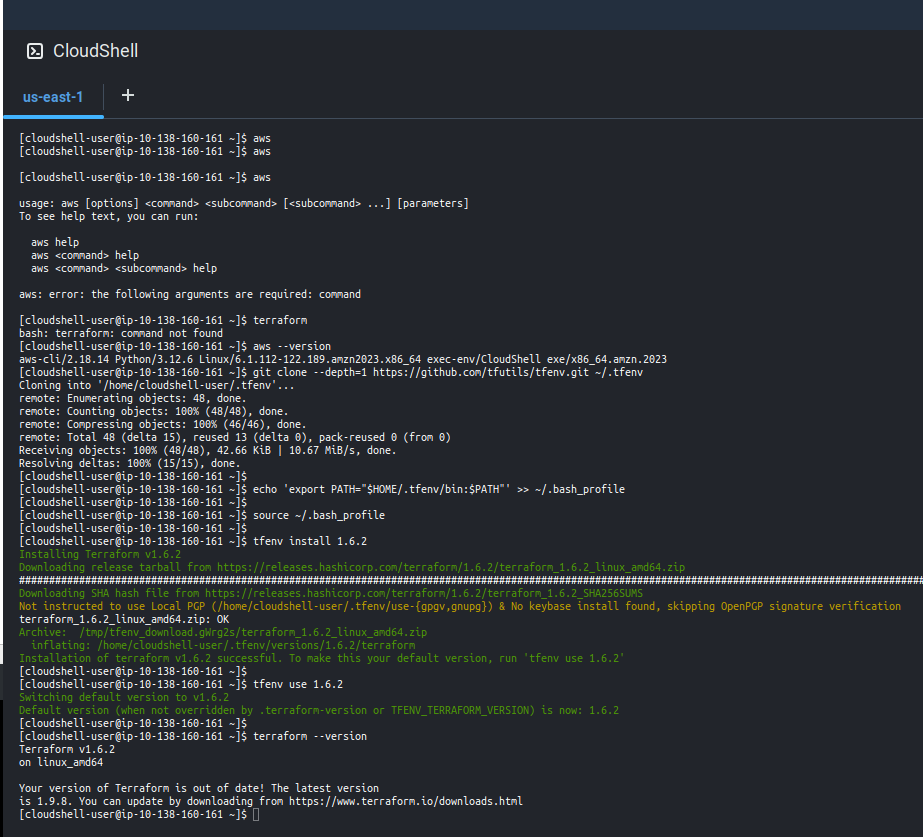 CloudShell
us-east-1
+
[cloudshell-user@ip-10-138-160-161 ~]$ aws
[cloudshell-user@ip-10-138-160-161 ~]$ aws
[cloudshell-user@ip-10-138-160-161 ~]$ aws
usage: aws [options] <command> <subcommand> [<subcommand> ...] [parameters]
To see help text, you can run:
aws help
aws <command> help
aws <command> <subcommand> help
aws: error: the following arguments are required: command
[cloudshell-user@ip-10-138-160-161 ~]$ terraform
bash: terraform: command not found
[cloudshell-user@ip-10-138-160-161 ~]$ aws --version
aws-cli/2.18.14 Python/3.12.6 Linux/6.1.112-122.189.amzn2023.x86_64 exec-env/CloudShell exe/x86_64.amzn.2023
[cloudshell-user@ip-10-138-160-161 ~]$ git clone --depth=1 https://github.com/tfutils/tfenv.git ~/.tfenv
Cloning into '/home/cloudshell-user/.tfenv'...
remote: Enumerating objects: 48, done.
remote: Counting objects: 100% (48/48), done.
remote: Compressing objects: 100% (46/46), done.
remote: Total 48 (delta 15), reused 13 (delta 0), pack-reused 0 (from 0)
Receiving objects: 100% (48/48), 42.66 KiB | 10.67 MiB/s, done.
Resolving deltas: 100% (15/15), done.
[cloudshell-user@ip-10-138-160-161 ~]$
[cloudshell-user@ip-10-138-160-161 ~]$ echo 'export PATH="$HOME/.tfenv/bin:$PATH"' >> ~/.bash_profile
[cloudshell-user@ip-10-138-160-161 ~]$
[cloudshell-user@ip-10-138-160-161 ~]$ source ~/.bash_profile
[cloudshell-user@ip-10-138-160-161 ~]$
[cloudshell-user@ip-10-138-160-161 ~]$ tfenv install 1.6.2
Installing Terraform v1.6.2
Downloading release tarball from https://releases.hashicorp.com/terraform/1.6.2/terraform_1.6.2_linux_amd64.zip
######################################################################################################################################################
Downloading SHA hash file from https://releases.hashicorp.com/terraform/1.6.2/terraform_1.6.2_SHA256SUMS
Not instructed to use Local PGP (/home/cloudshell-user/.tfenv/use-{gpgv,gnupg}) & No keybase install found, skipping OpenPGP signature verification
terraform_1.6.2_linux_amd64.zip: OK
Archive:  /tmp/tfenv_download.gWrg2s/terraform_1.6.2_linux_amd64.zip
inflating: /home/cloudshell-user/.tfenv/versions/1.6.2/terraform
Installation of terraform v1.6.2 successful. To make this your default version, run 'tfenv use 1.6.2'
[cloudshell-user@ip-10-138-160-161 ~]$
[cloudshell-user@ip-10-138-160-161 ~]$ tfenv use 1.6.2
Switching default version to v1.6.2
Default version (when not overridden by .terraform-version or TFENV_TERRAFORM_VERSION) is now: 1.6.2
[cloudshell-user@ip-10-138-160-161 ~]$
[cloudshell-user@ip-10-138-160-161 ~]$ terraform --version
Terraform v1.6.2
on linux_amd64
Your version of Terraform is out of date! The latest version
is 1.9.8. You can update by downloading from https://www.terraform.io/downloads.html
[cloudshell-user@ip-10-138-160-161 ~]$